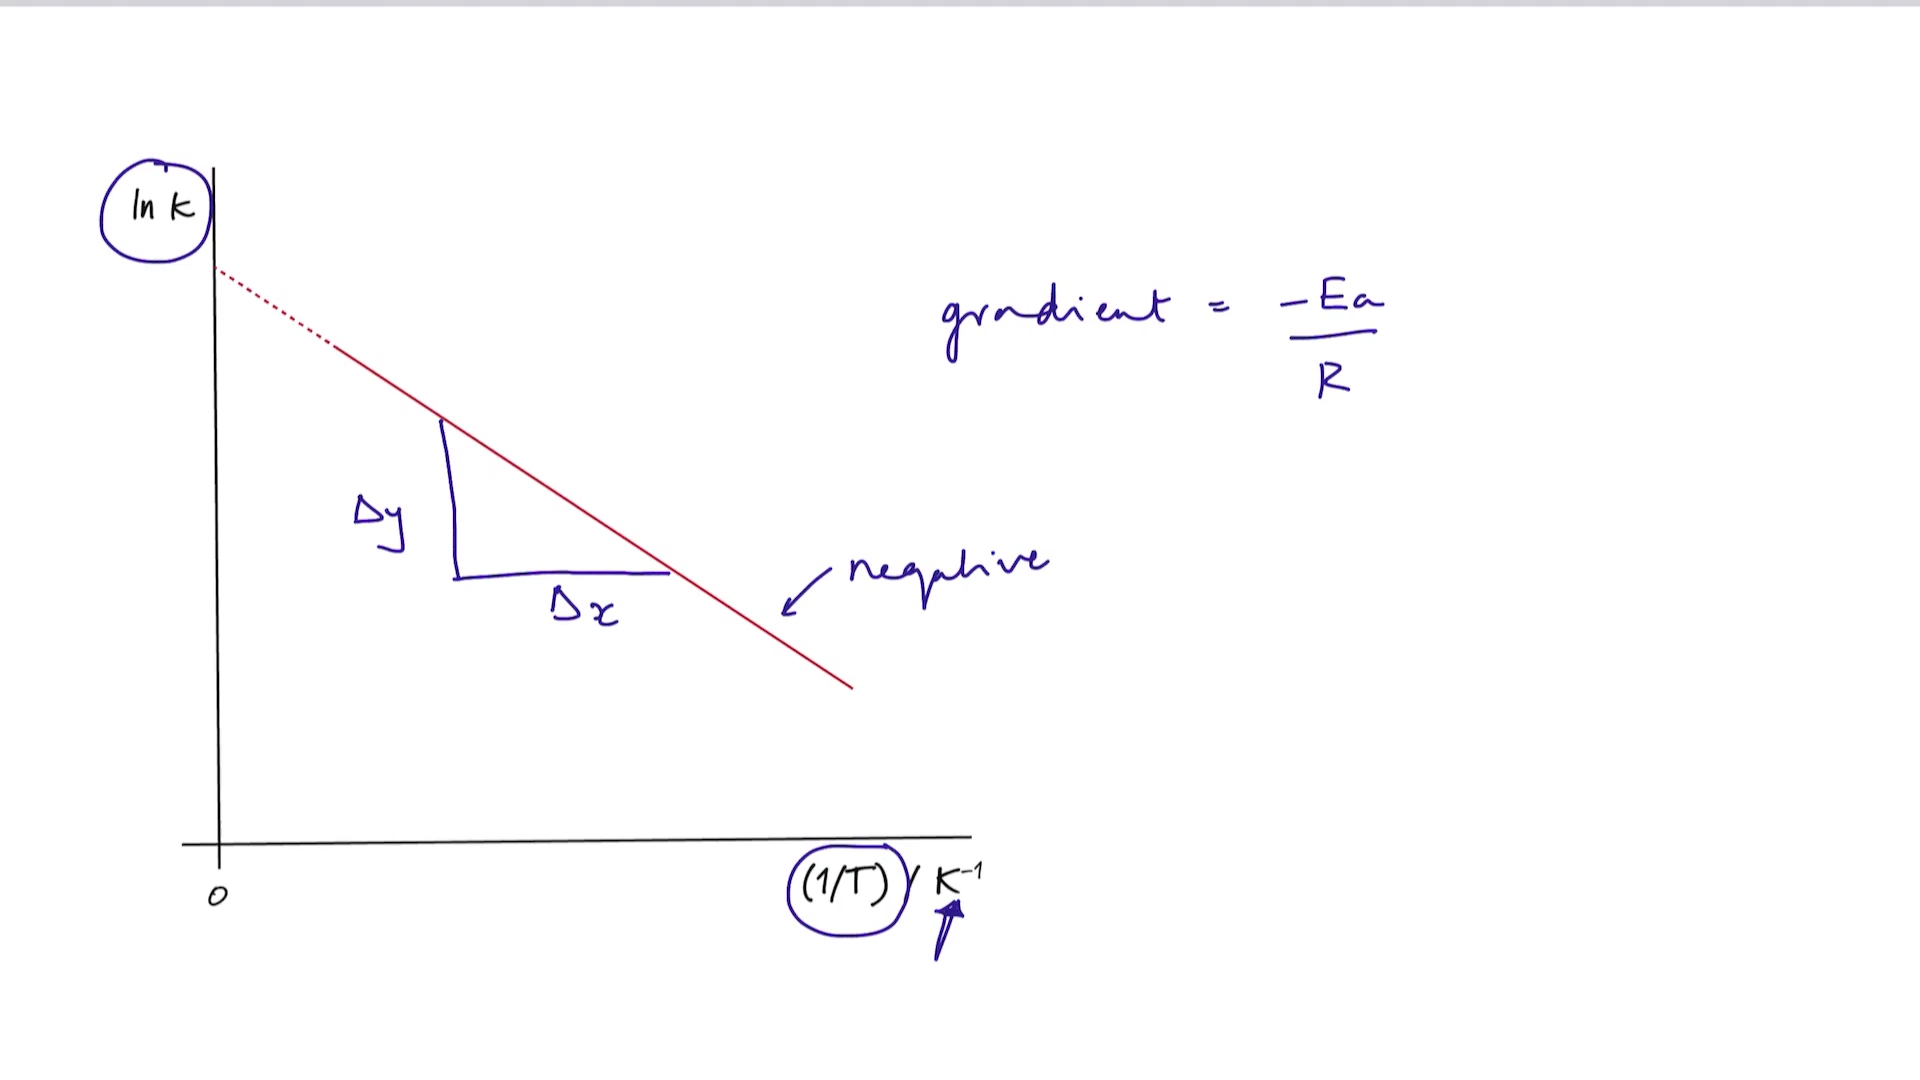 ln k
gradient = -Ea
R
Δy
negative
Δx
0
(1/T) / K⁻¹